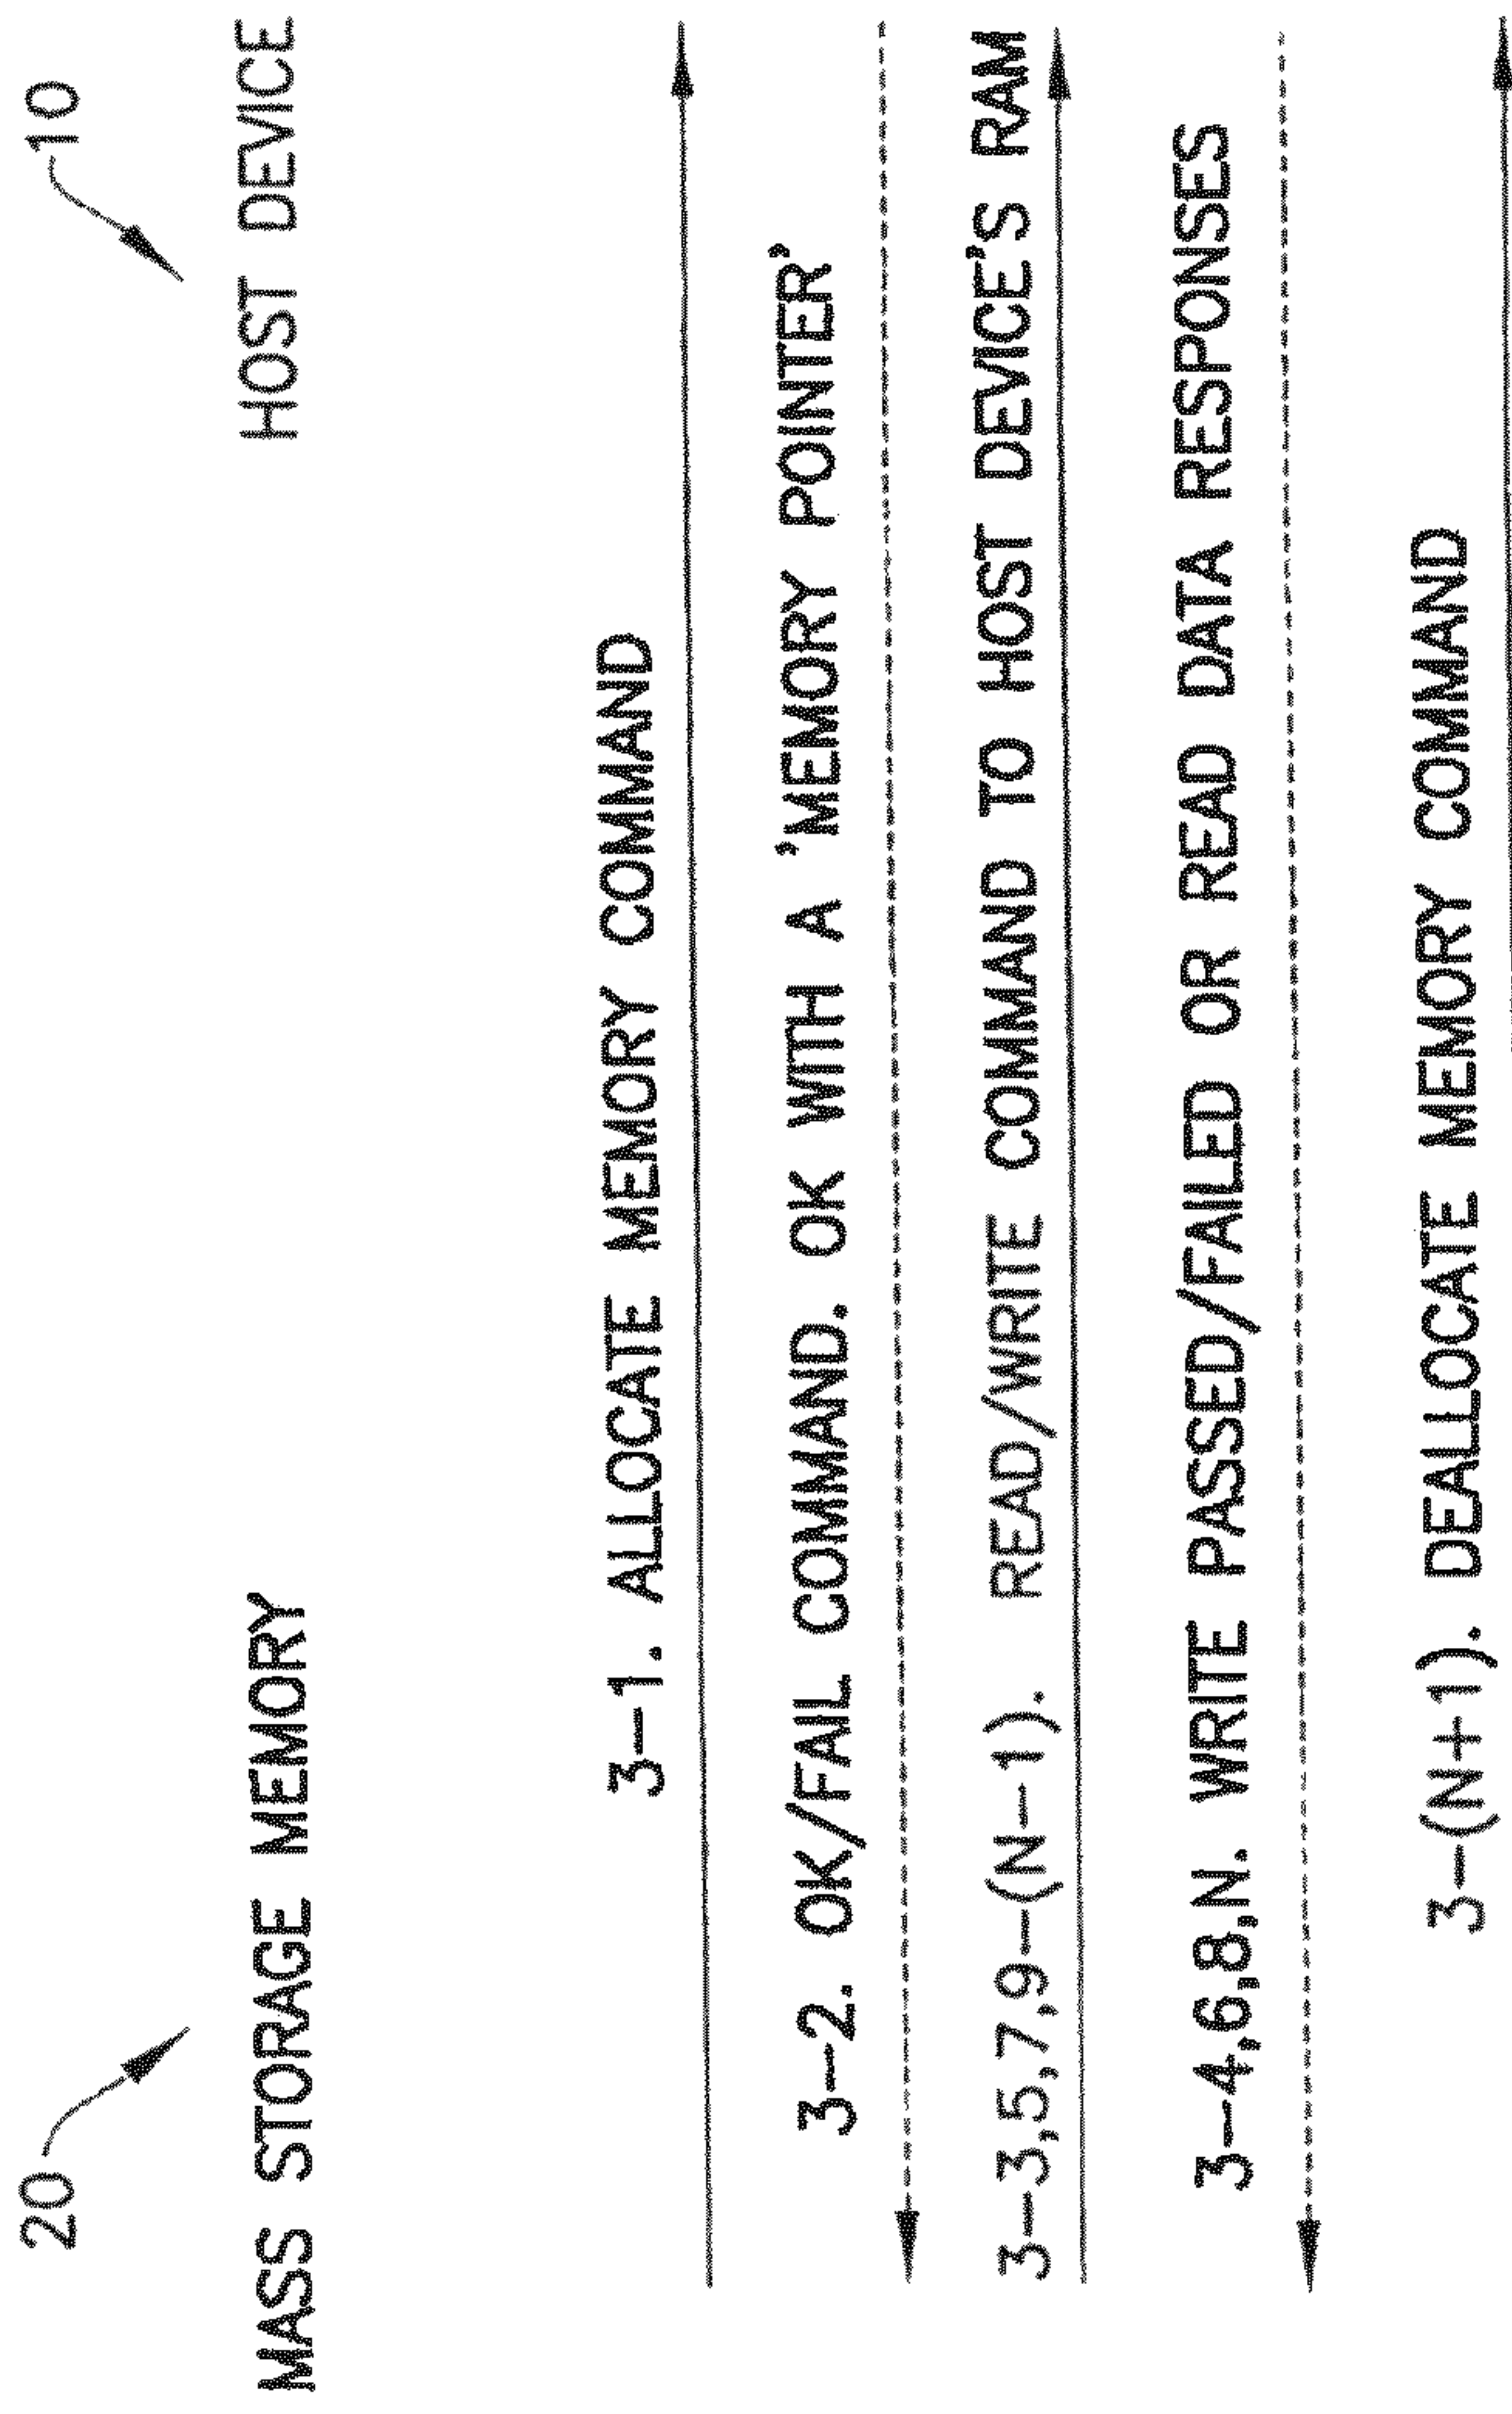 20
10
MASS STORAGE MEMORY
HOST DEVICE
3-1. ALLOCATE MEMORY COMMAND
3-2. OK/FAIL COMMAND. OK WITH A 'MEMORY POINTER'
3-3,5,7,9-(N-1). READ/WRITE COMMAND TO HOST DEVICE'S RAM
3-4,6,8,N. WRITE PASSED/FAILED OR READ DATA RESPONSES
3-(N+1). DEALLOCATE MEMORY COMMAND